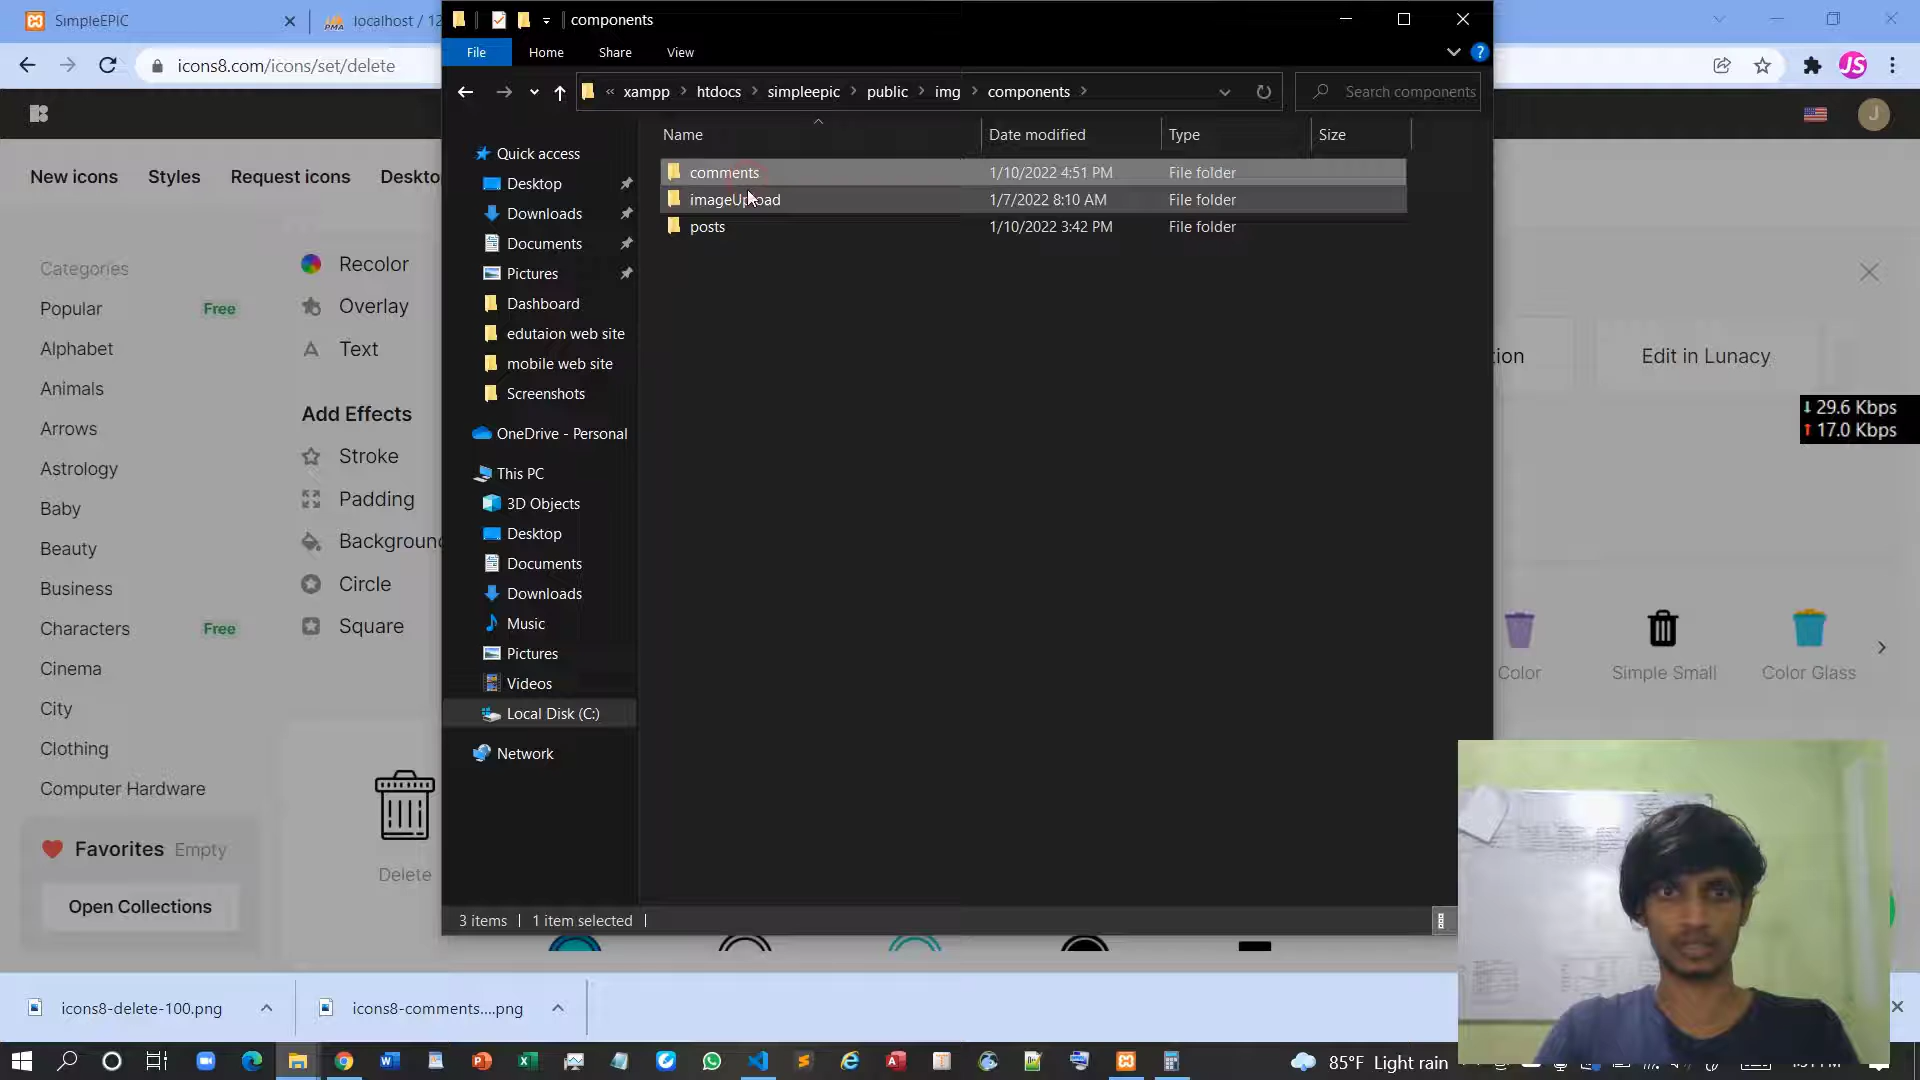 SimpleEPIC
localhost / 12
components
File
Home
Share
View
icons8.com/icons/set/delete
JS
« xampp > htdocs > simpleepic > public > img > components >
Search components
J
Name
Date modified
Type
Size
New icons
Styles
Request icons
Deskto
Quick access
Desktop
Downloads
Documents
Pictures
Dashboard
edutaion web site
mobile web site
Screenshots
OneDrive - Personal
This PC
3D Objects
Desktop
Documents
Downloads
Music
Pictures
Videos
Local Disk (C:)
Network
comments 1/10/2022 4:51 PM File folder
imageUpload 1/7/2022 8:10 AM File folder
posts 1/10/2022 3:42 PM File folder
Categories
Popular Free
Alphabet
Animals
Arrows
Astrology
Baby
Beauty
Business
Characters Free
Cinema
City
Clothing
Computer Hardware
Favorites Empty
Open Collections
Recolor
Overlay
Text
Add Effects
Stroke
Padding
Background
Circle
Square
Delete
tion
Edit in Lunacy
29.6 Kbps
17.0 Kbps
Color
Simple Small
Color Glass
3 items
1 item selected
icons8-delete-100.png
icons8-comments....png
85°F Light rain